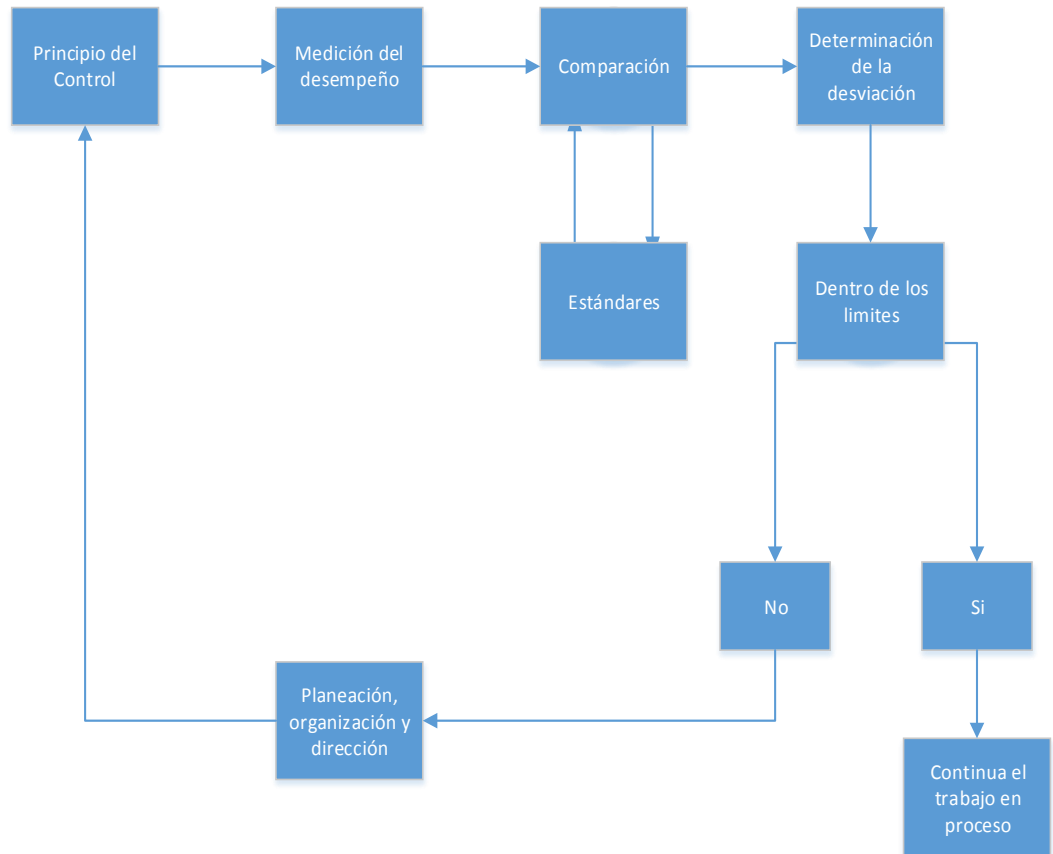 Principio del
Control
Medición del
desempeño
Comparación
Determinación
de la
desviación
Estándares
Dentro de los
limites
No
Si
Planeación,
organización y
dirección
Continua el
trabajo en
proceso